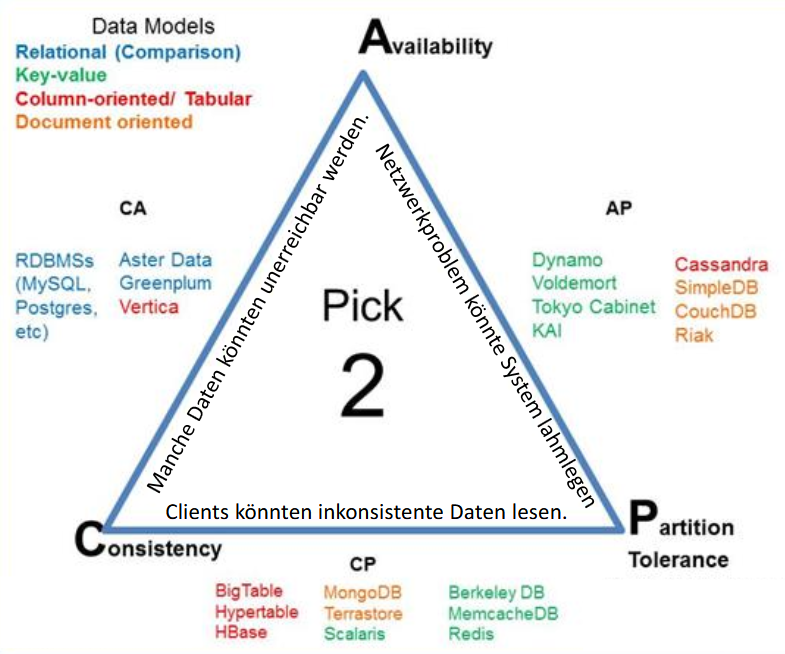 Data Models
Relational (Comparison)
Key-value
Column-oriented/ Tabular
Document oriented
Availability
CA
RDBMSs
(MySQL,
Postgres,
etc)
Aster Data
Greenplum
Vertica
Manche Daten könnten unerreichbar werden.
Pick
2
Netzwerkproblem könnte System lahmlegen
AP
Dynamo
Voldemort
Tokyo Cabinet
KAI
Cassandra
SimpleDB
CouchDB
Riak
Clients könnten inkonsistente Daten lesen.
Consistency
Partition
Tolerance
CP
BigTable
Hypertable
HBase
MongoDB
Terrastore
Scalaris
Berkeley DB
MemcacheDB
Redis